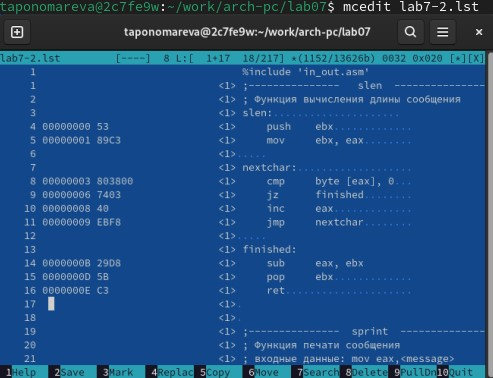 taponomareva@2c7fe9w:~/work/arch-pc/lab07$ mcedit lab7-2.lst
taponomareva@2c7fe9w:~/work/arch-pc/lab07
lab7-2.lst [----] 8 L:[ 1+17 18/217] *(1152/13626b) 0032 0x020 [*][X]
1 %include 'in_out.asm'
1 <1> ;--------------- slen ---------------
2 <1> ; Функция вычисления длины сообщения
3 <1> slen:.....................
4 00000000 53 <1> push ebx.............
5 00000001 89C3 <1> mov ebx, eax.........
6 <1>.....
7 <1> nextchar:.................
8 00000003 803800 <1> cmp byte [eax], 0...
9 00000006 7403 <1> jz finished.........
10 00000008 40 <1> inc eax.............
11 00000009 EBF8 <1> jmp nextchar........
12 <1>.....
13 <1> finished:
14 0000000B 29D8 <1> sub eax, ebx
15 0000000D 5B <1> pop ebx.............
16 0000000E C3 <1> ret..................
17 <1>.
18 <1>.
19 <1> ;--------------- sprint ---------------
20 <1> ; Функция печати сообщения
21 <1> ; входные данные: mov eax,<message>
1Help 2Save 3Mark 4Replac 5Copy 6Move 7Search 8Delete 9PullDn 10Quit